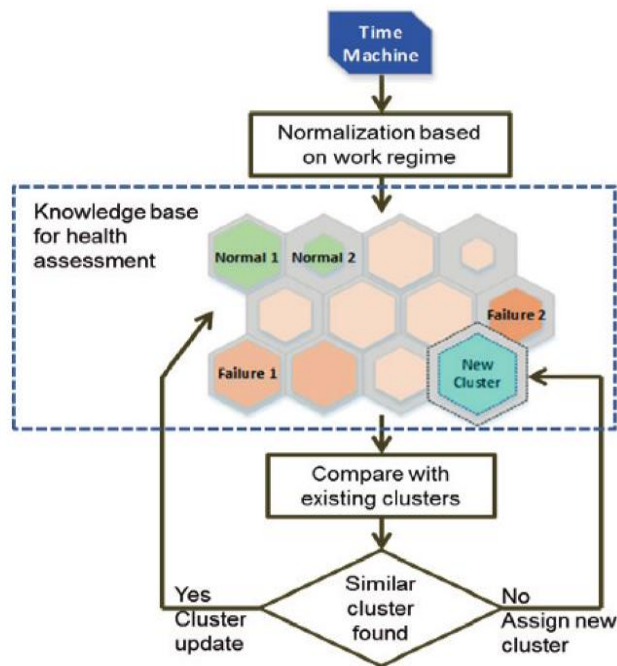 Time
Machine
Normalization based
on work regime
Knowledge base
for health
assessment
Normal 1
Normal 2
Failure 2
Failure 1
New
Cluster
Compare with
existing clusters
Similar
cluster
found
Yes
Cluster
update
No
Assign new
cluster